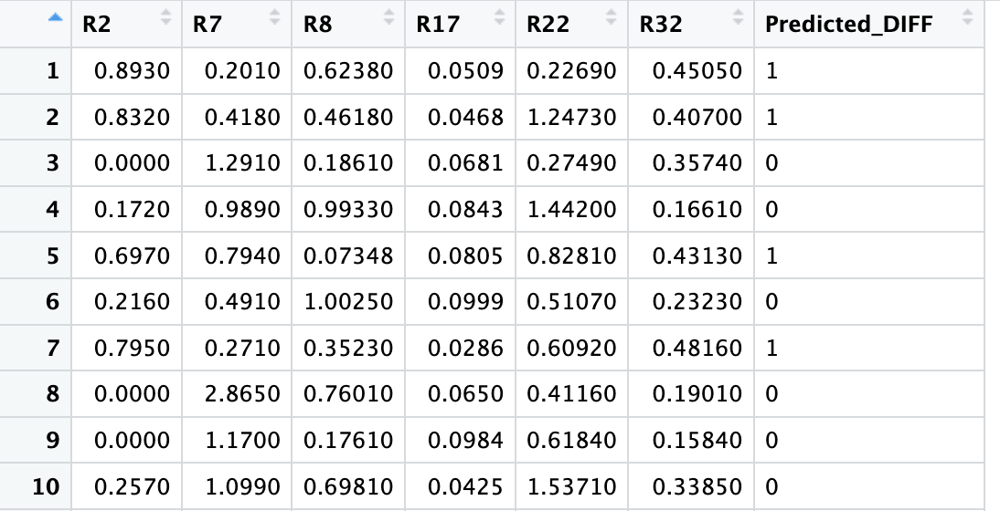 R2 R7 R8 R17 R22 R32 Predicted_DIFF
1 0.8930 0.2010 0.62380 0.0509 0.22690 0.45050 1
2 0.8320 0.4180 0.46180 0.0468 1.24730 0.40700 1
3 0.0000 1.2910 0.18610 0.0681 0.27490 0.35740 0
4 0.1720 0.9890 0.99330 0.0843 1.44200 0.16610 0
5 0.6970 0.7940 0.07348 0.0805 0.82810 0.43130 1
6 0.2160 0.4910 1.00250 0.0999 0.51070 0.23230 0
7 0.7950 0.2710 0.35230 0.0286 0.60920 0.48160 1
8 0.0000 2.8650 0.76010 0.0650 0.41160 0.19010 0
9 0.0000 1.1700 0.17610 0.0984 0.61840 0.15840 0
10 0.2570 1.0990 0.69810 0.0425 1.53710 0.33850 0